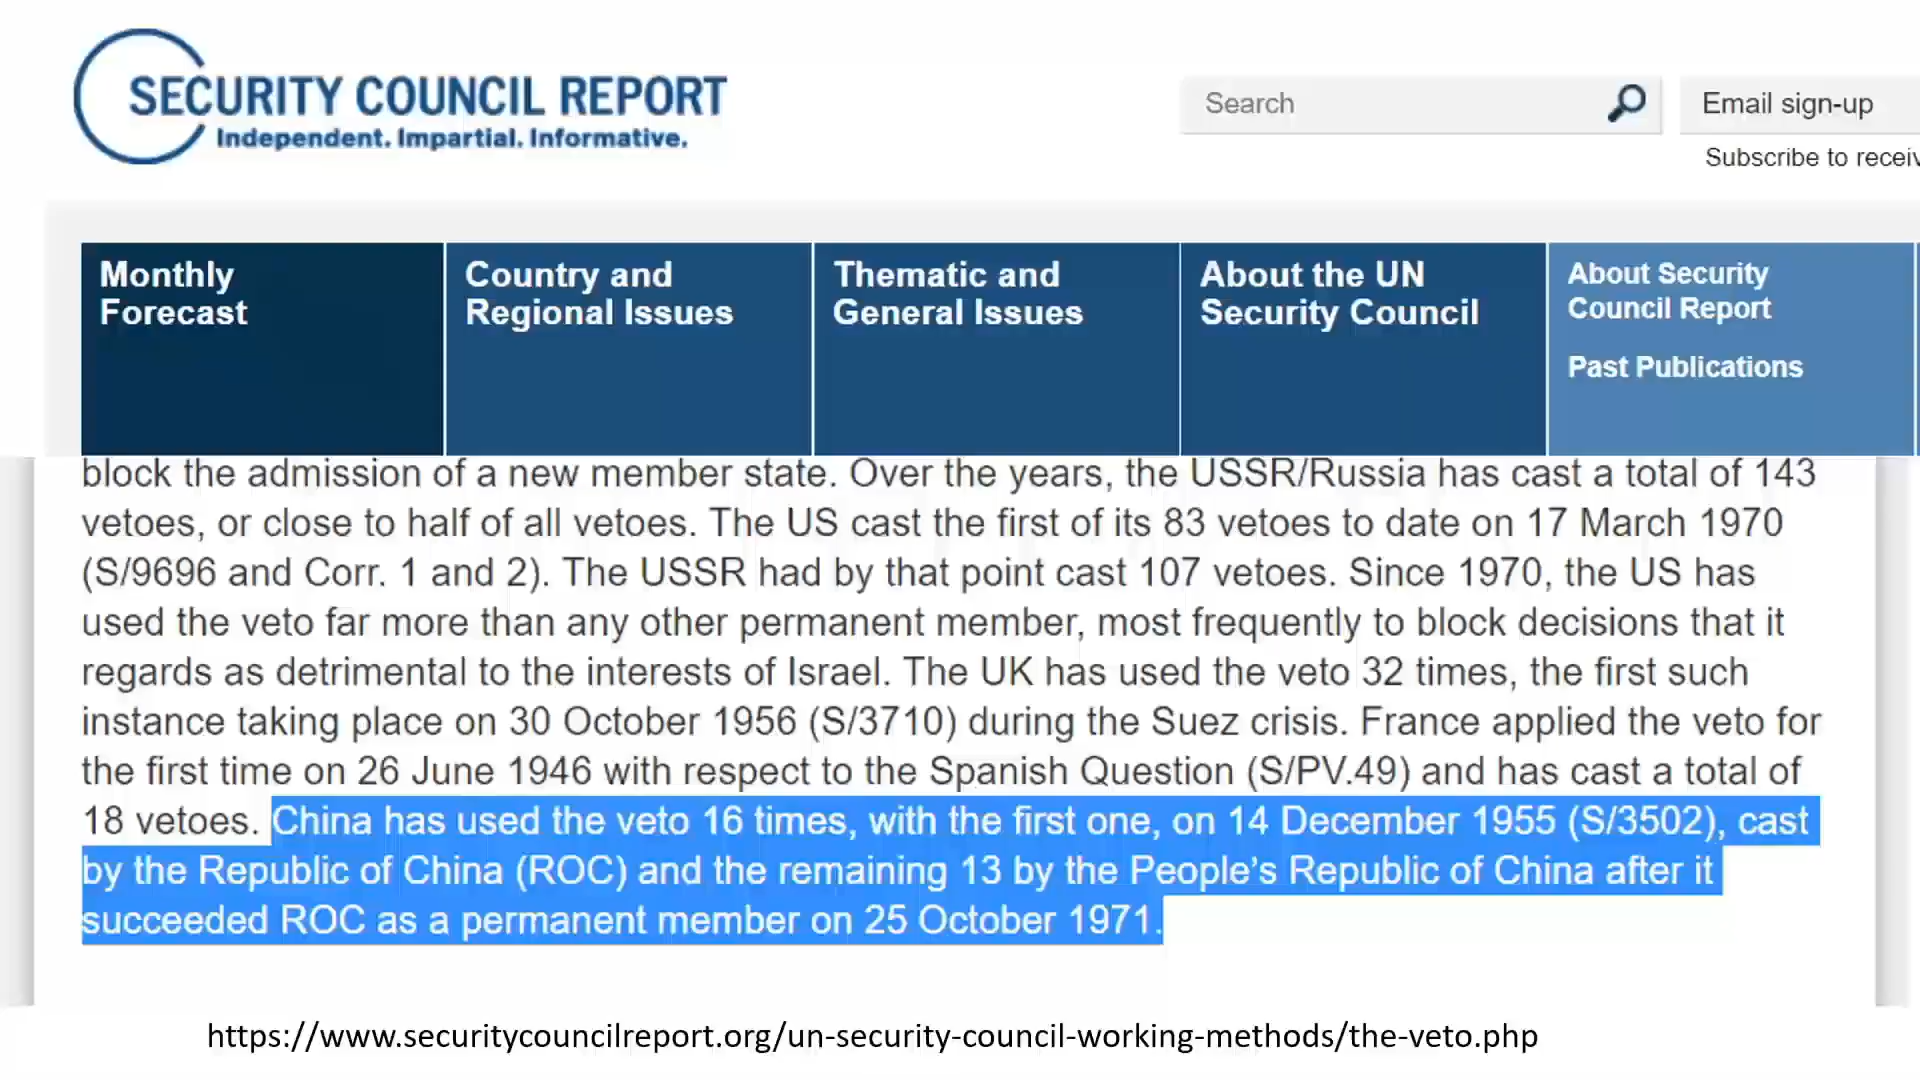 SECURITY COUNCIL REPORT
Independent. Impartial. Informative.
Search
Email sign-up
Subscribe to receiv
Monthly
Forecast
Country and
Regional Issues
Thematic and
General Issues
About the UN
Security Council
About Security
Council Report
Past Publications
block the admission of a new member state. Over the years, the USSR/Russia has cast a total of 143
vetoes, or close to half of all vetoes. The US cast the first of its 83 vetoes to date on 17 March 1970
(S/9696 and Corr. 1 and 2). The USSR had by that point cast 107 vetoes. Since 1970, the US has
used the veto far more than any other permanent member, most frequently to block decisions that it
regards as detrimental to the interests of Israel. The UK has used the veto 32 times, the first such
instance taking place on 30 October 1956 (S/3710) during the Suez crisis. France applied the veto for
the first time on 26 June 1946 with respect to the Spanish Question (S/PV.49) and has cast a total of
18 vetoes. China has used the veto 16 times, with the first one, on 14 December 1955 (S/3502), cast
by the Republic of China (ROC) and the remaining 13 by the People’s Republic of China after it
succeeded ROC as a permanent member on 25 October 1971.
https://www.securitycouncilreport.org/un-security-council-working-methods/the-veto.php